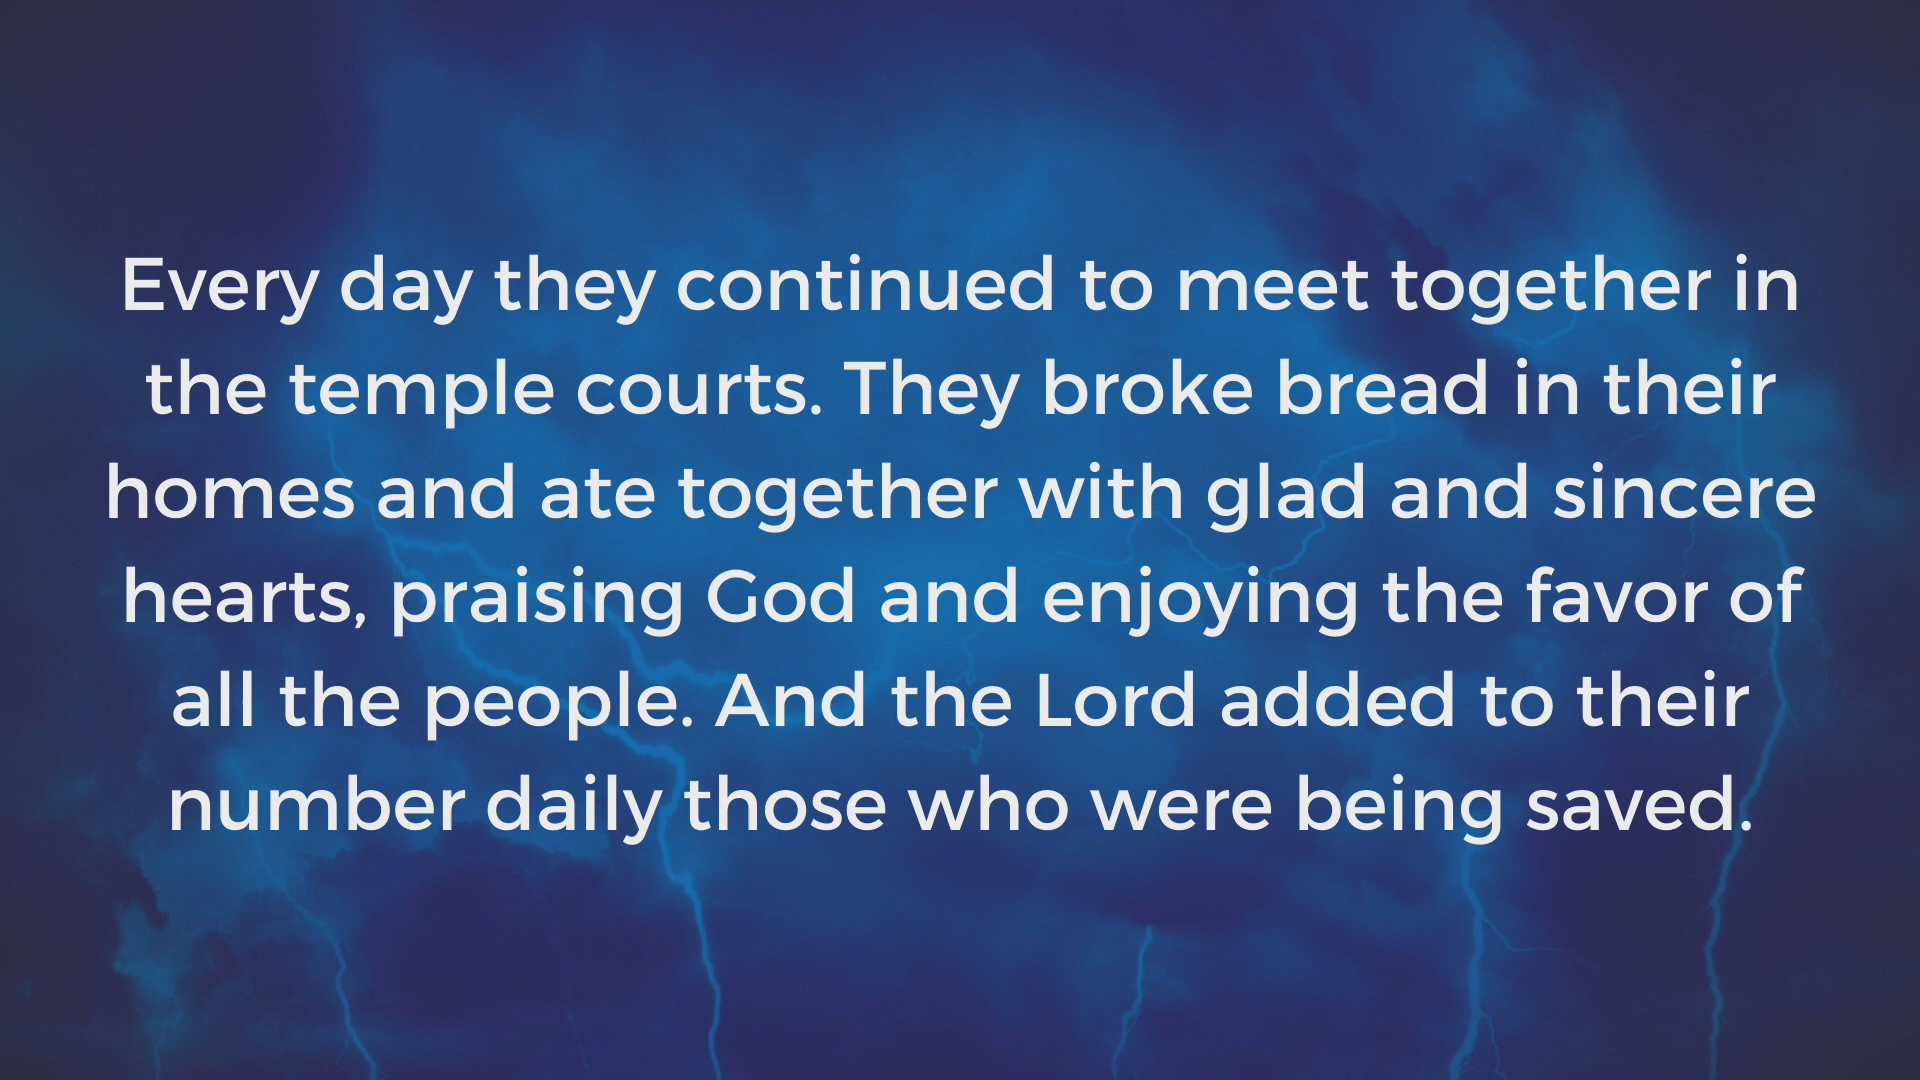 Every day they continued to meet together in
the temple courts. They broke bread in their
homes and ate together with glad and sincere
hearts, praising God and enjoying the favor of
all the people. And the Lord added to their
number daily those who were being saved.